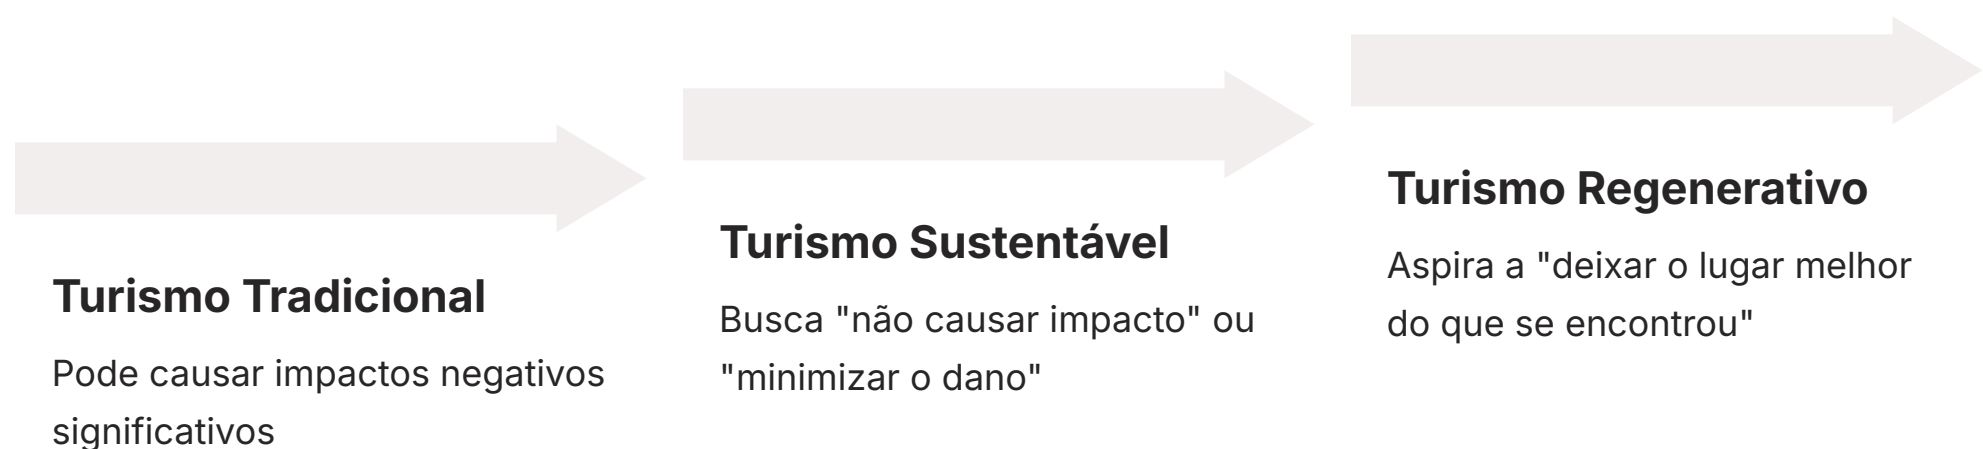 Turismo Tradicional
Pode causar impactos negativos
significativos
Turismo Sustentável
Busca "não causar impacto" ou
"minimizar o dano"
Turismo Regenerativo
Aspira a "deixar o lugar melhor
do que se encontrou"